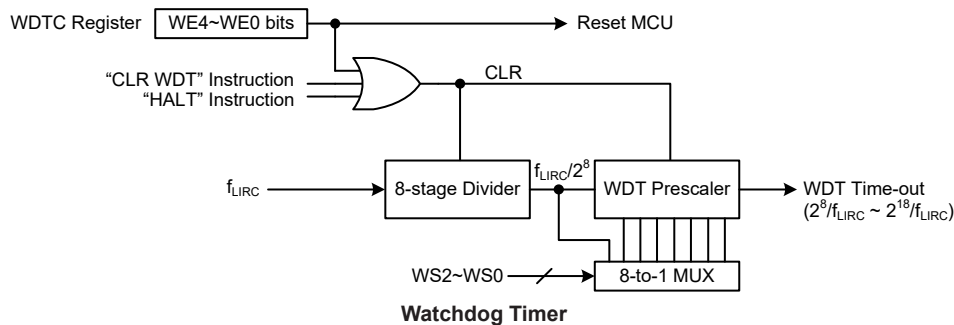 WDTC Register WE4~WE0 bits Reset MCU
“CLR WDT” Instruction
“HALT” Instruction
CLR
fLIRC
8-stage Divider
fLIRC/2^8
WDT Prescaler
WDT Time-out
(2^8/fLIRC ~ 2^18/fLIRC)
WS2~WS0
8-to-1 MUX
Watchdog Timer